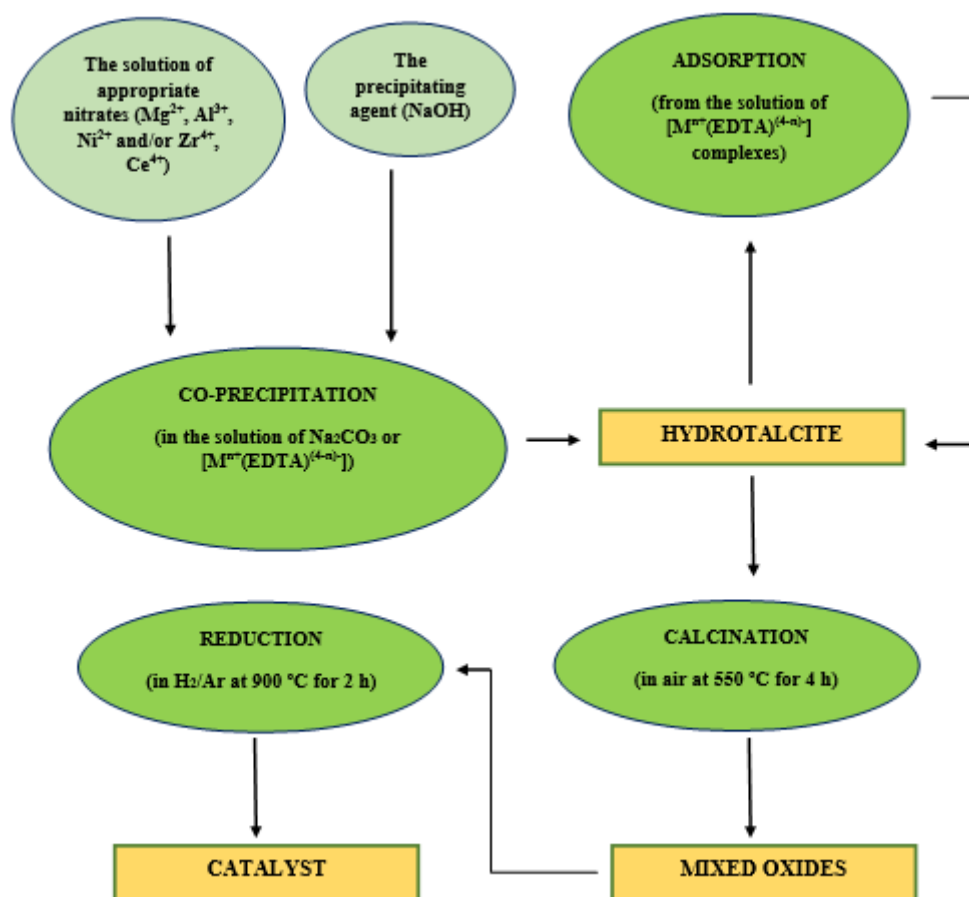 The solution of
appropriate
nitrates (Mg²⁺, Al³⁺,
Ni²⁺ and/or Zr⁴⁺,
Ce⁴⁺)
The
precipitating
agent (NaOH)
ADSORPTION
(from the solution of
[Mⁿ⁺(EDTA)⁽⁴⁻ⁿ⁾⁻]
complexes)
CO-PRECIPITATION
(in the solution of Na₂CO₃ or
[Mⁿ⁺(EDTA)⁽⁴⁻ⁿ⁾⁻])
HYDROTALCITE
REDUCTION
(in H₂/Ar at 900 °C for 2 h)
CALCINATION
(in air at 550 °C for 4 h)
CATALYST
MIXED OXIDES